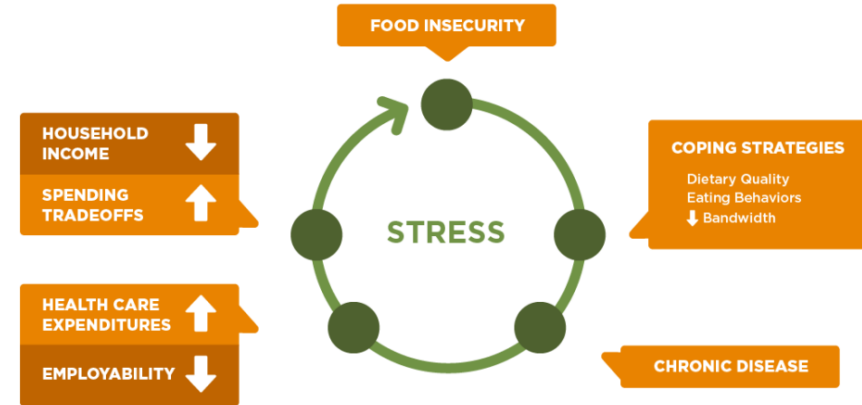 FOOD INSECURITY
HOUSEHOLD
INCOME
SPENDING
TRADEOFFS
COPING STRATEGIES
Dietary Quality
Eating Behaviors
Bandwidth
STRESS
HEALTH CARE
EXPENDITURES
EMPLOYABILITY
CHRONIC DISEASE